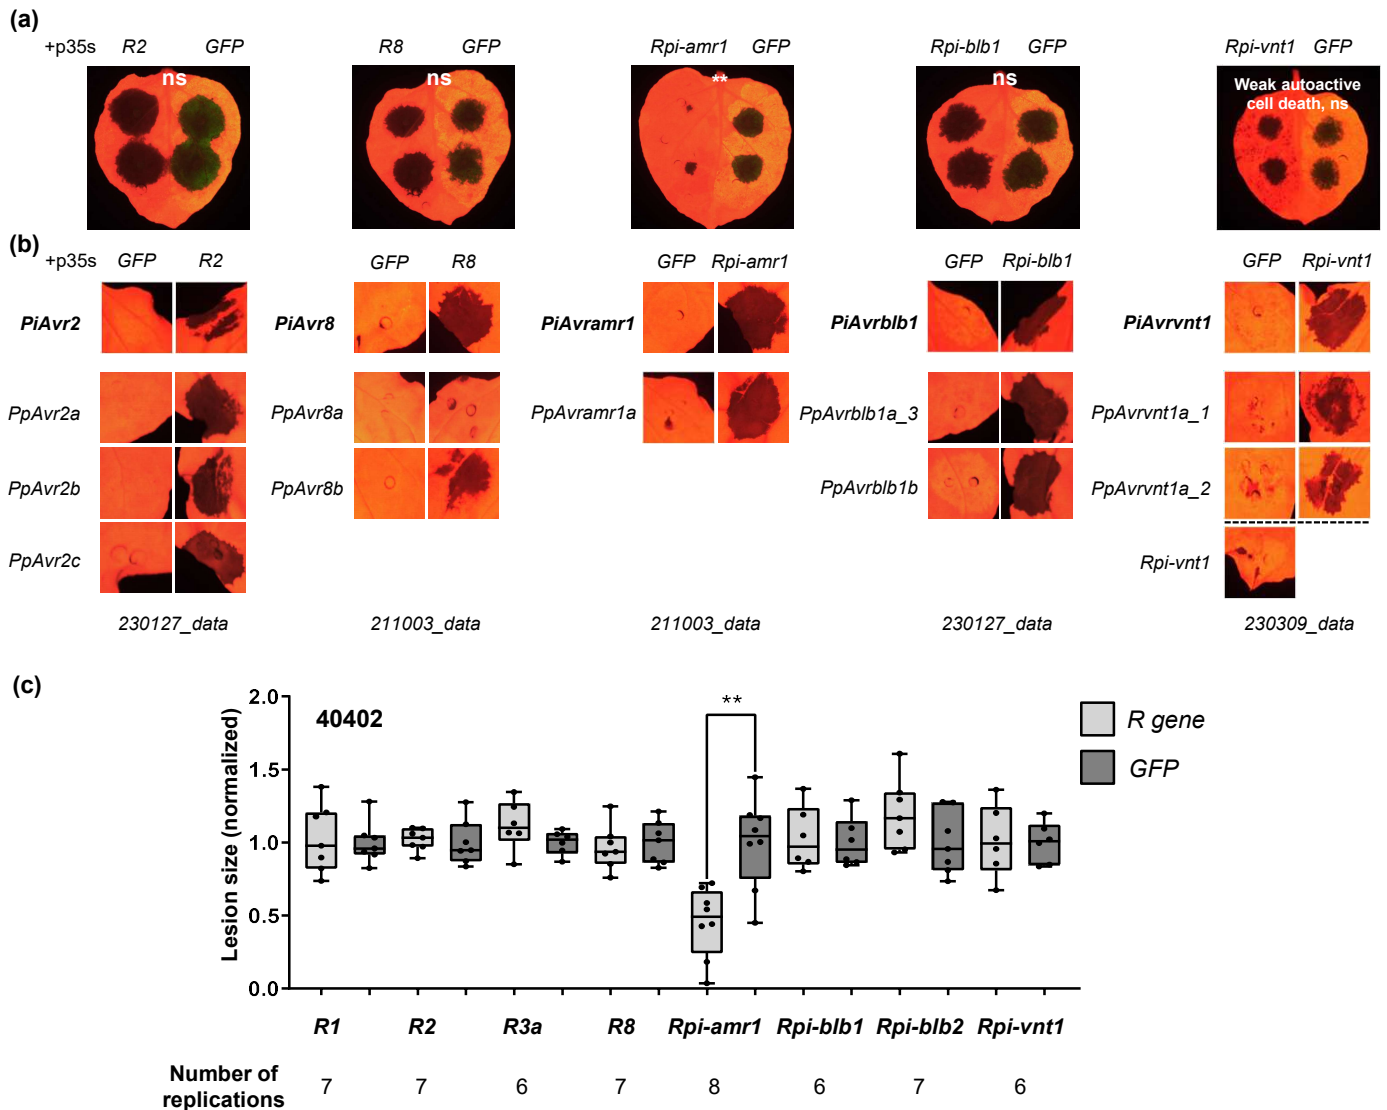 (a)
+p35s R2 GFP R8 GFP Rpi-amr1 GFP Rpi-blb1 GFP Rpi-vnt1 GFP
ns ns ** ns Weak autoactive
cell death, ns
(b)
+p35s GFP R2 GFP R8 GFP Rpi-amr1 GFP Rpi-blb1 GFP Rpi-vnt1
PiAvr2 PiAvr8 PiAvramr1 PiAvrblb1 PiAvrvnt1
PpAvr2a PpAvr8a PpAvramr1a PpAvrblb1a_3 PpAvrvnt1a_1
PpAvr2b PpAvr8b PpAvrblb1b PpAvrvnt1a_2
PpAvr2c Rpi-vnt1
230127_data 211003_data 211003_data 230127_data 230309_data
(c)
Lesion size (normalized)
2.0
1.5
1.0
0.5
0.0
40402
**
R gene
GFP
R1 R2 R3a R8 Rpi-amr1 Rpi-blb1 Rpi-blb2 Rpi-vnt1
Number of
replications
7 7 6 7 8 6 7 6